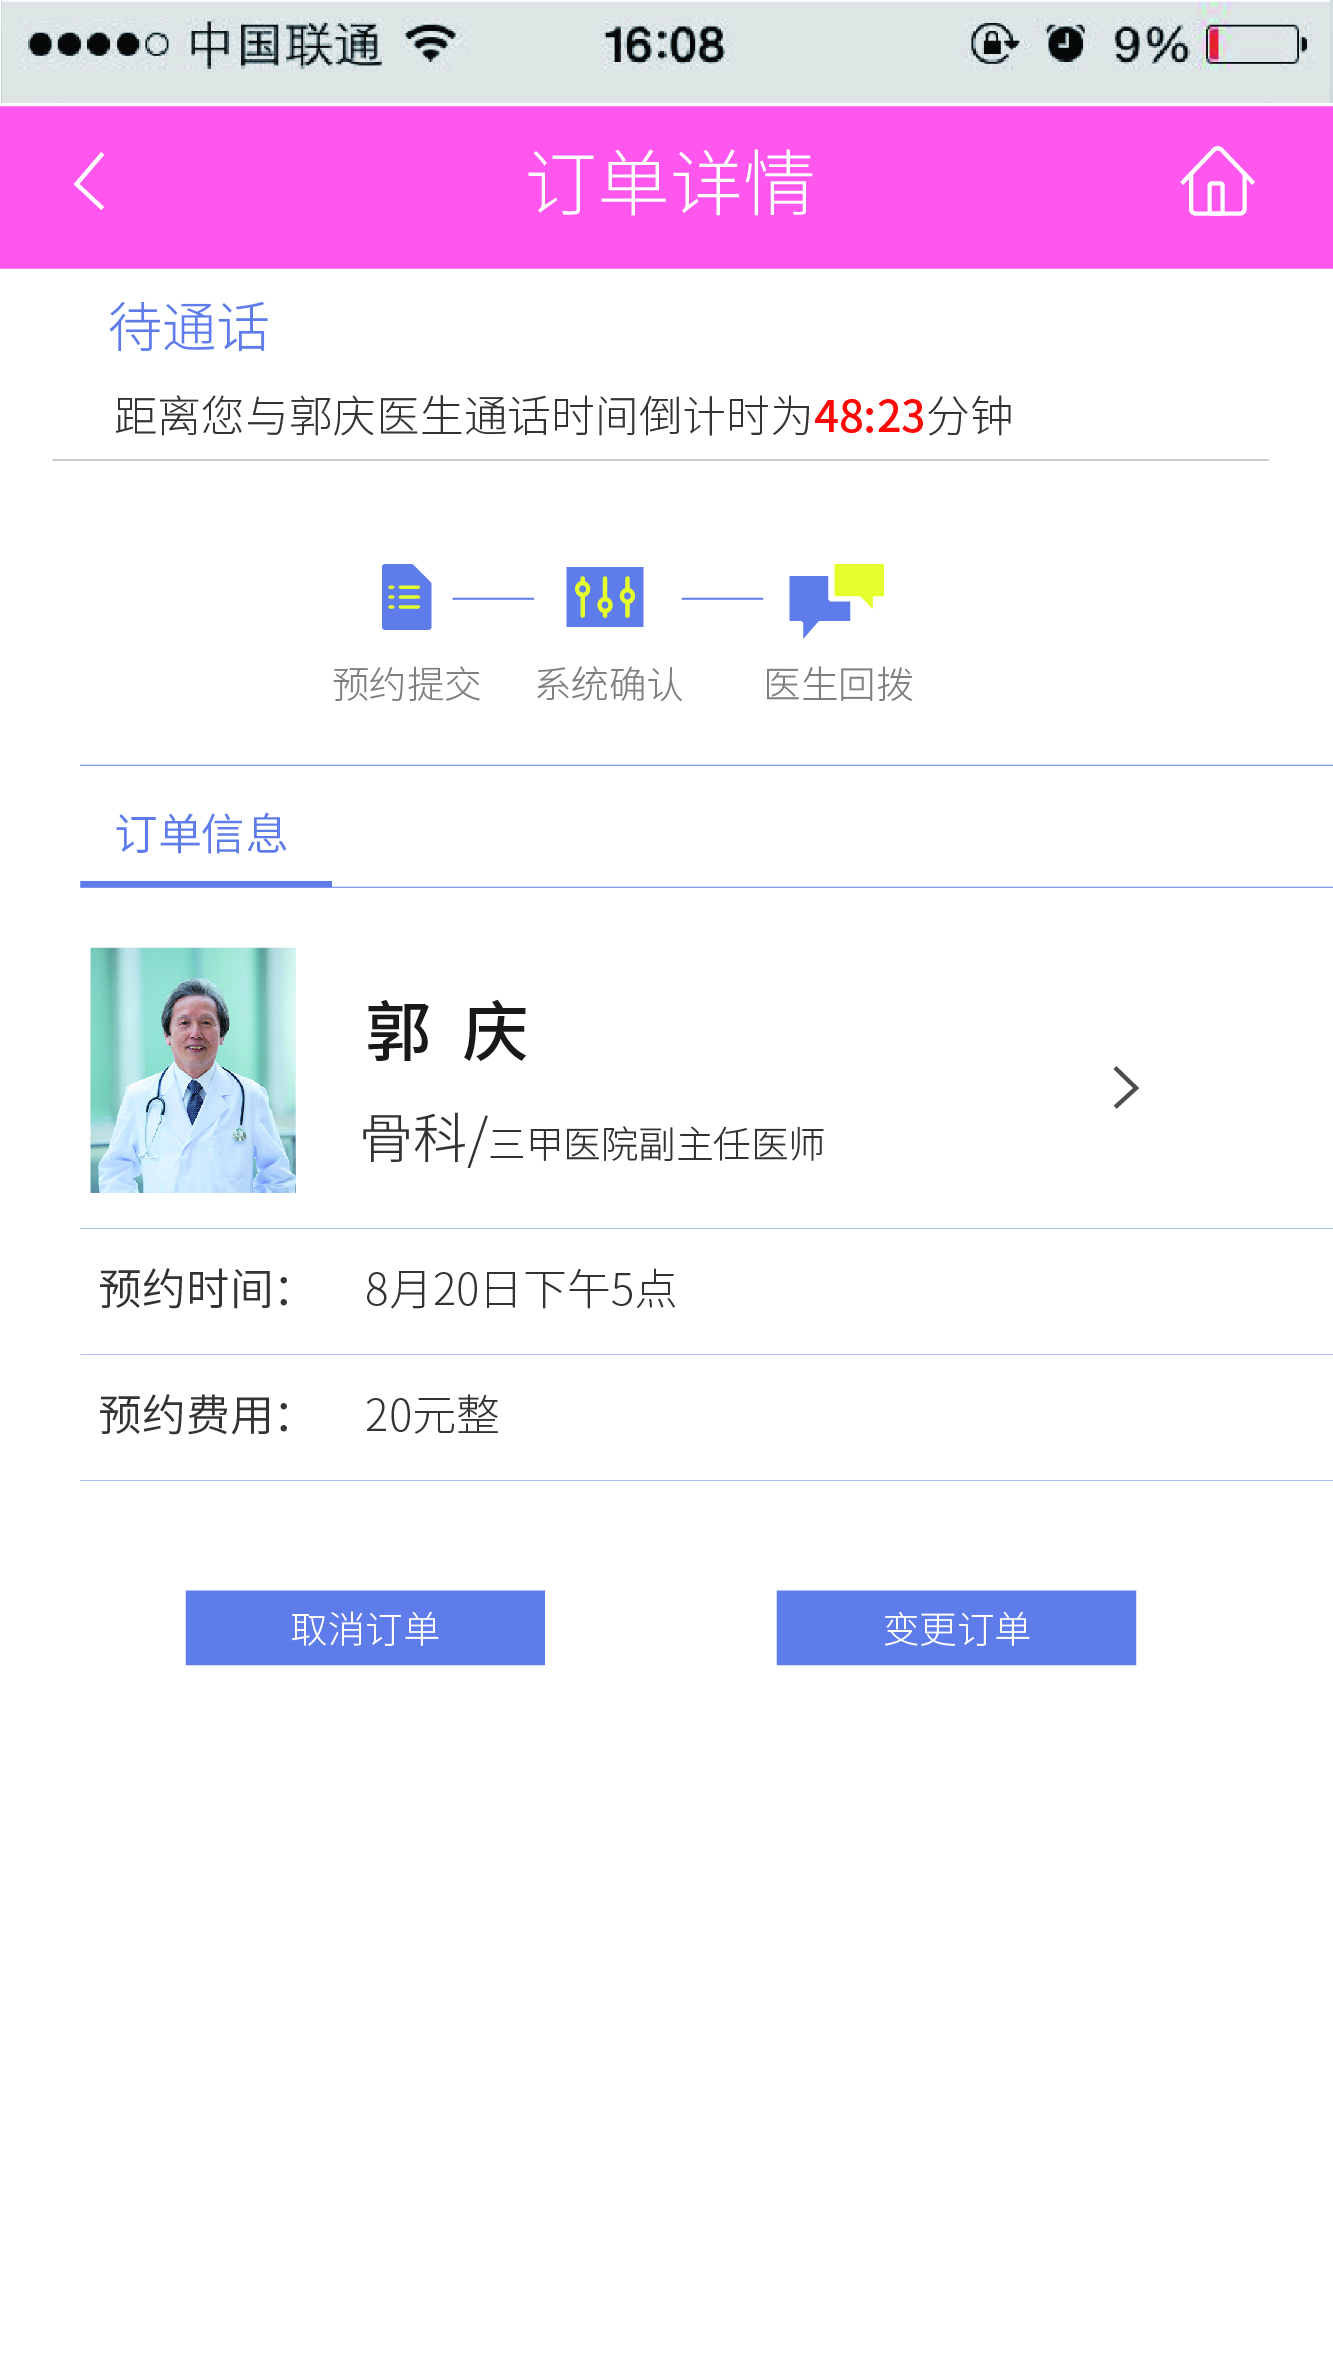 中国联通 16:08 9%
订单详情
待通话
距离您与郭庆医生通话时间倒计时为48:23分钟
预约提交 系统确认 医生回拨
订单信息
郭 庆
骨科/三甲医院副主任医师
预约时间： 8月20日下午5点
预约费用： 20元整
取消订单 变更订单